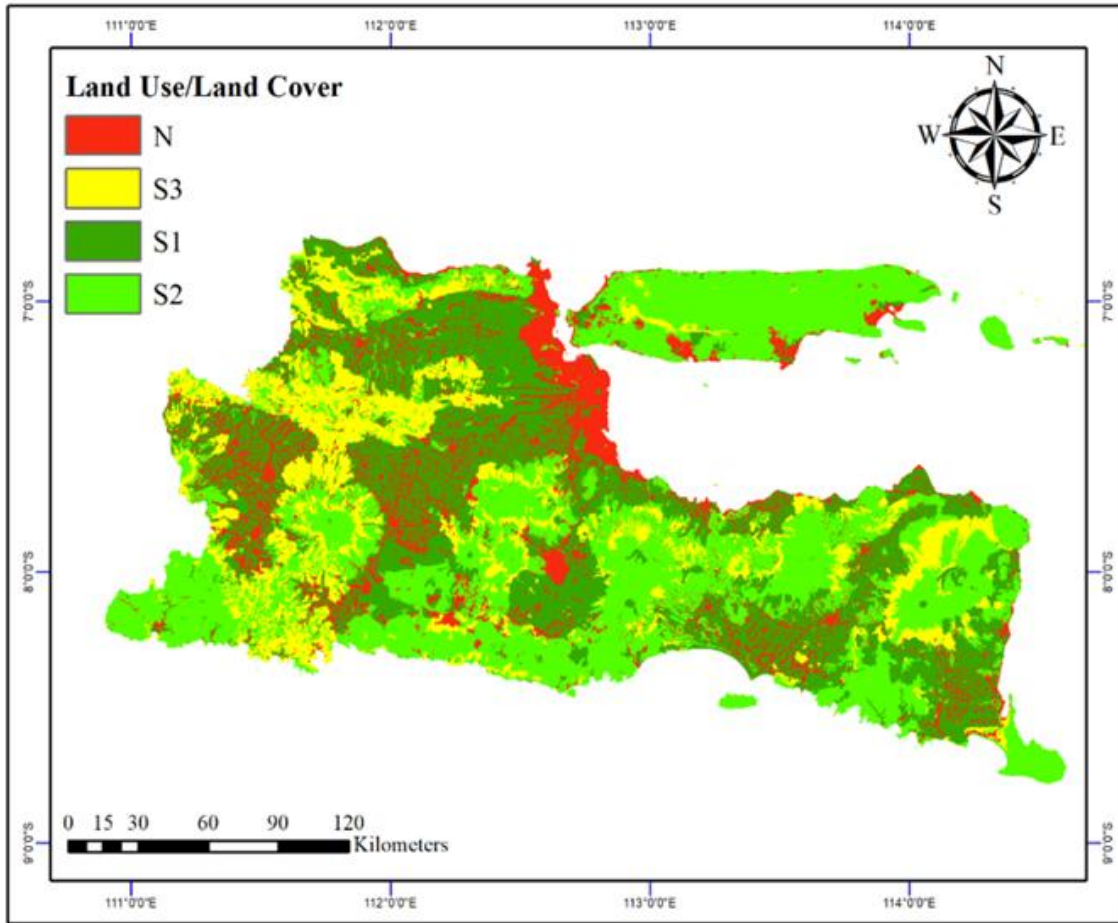 111°0'0"E 112°0'0"E 113°0'0"E 114°0'0"E
Land Use/Land Cover
N
S3
S1
S2
N
W E
S
7°0'0"S 7°0'0"S
8°0'0"S 8°0'0"S
9°0'0"S 9°0'0"S
0 15 30 60 90 120
Kilometers
111°0'0"E 112°0'0"E 113°0'0"E 114°0'0"E